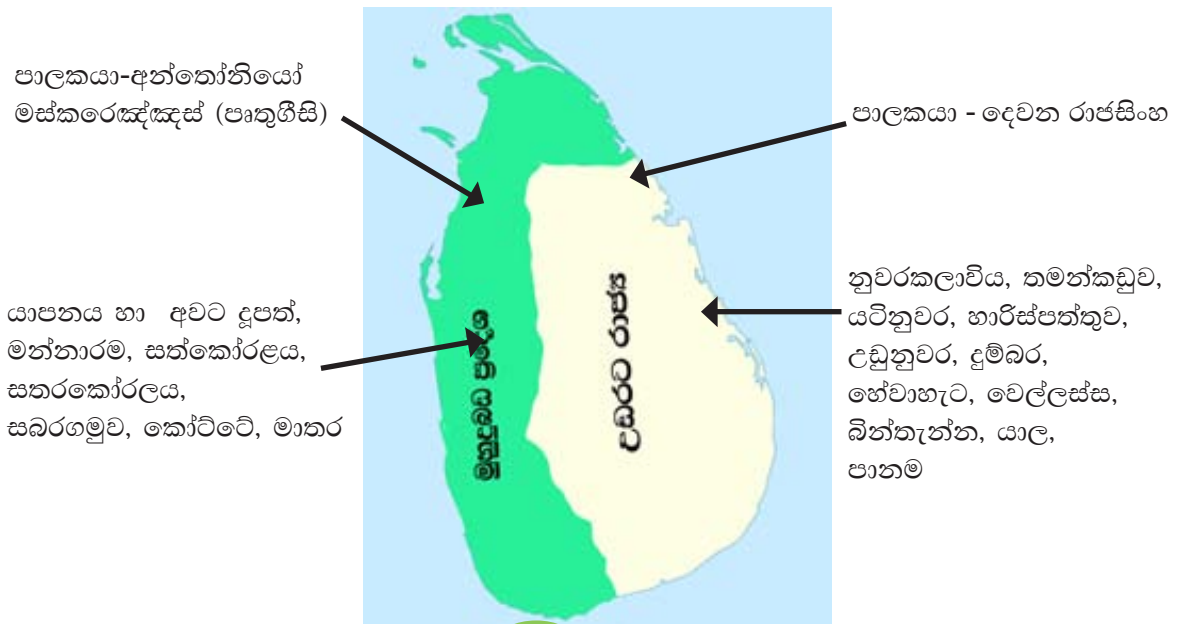 පාලකයා-අන්තෝනියෝ
මස්කරෙඤ්ඤස් (පෘතුගීසි)
පාලකයා - දෙවන රාජසිංහ
යාපනය හා අවට දූපත්,
මන්නාරම, සත්කෝරළය,
සතරකෝරලය,
සබරගමුව, කෝට්ටේ, මාතර
මුහුදුබඩ ප්‍රදේශ
උඩරට රාජ්‍ය
නුවරකලාවිය, තමන්කඩුව,
යටිනුවර, හාරිස්පත්තුව,
උඩුනුවර, දුම්බර,
හේවාහැට, වෙල්ලස්ස,
බින්තැන්න, යාල,
පානම